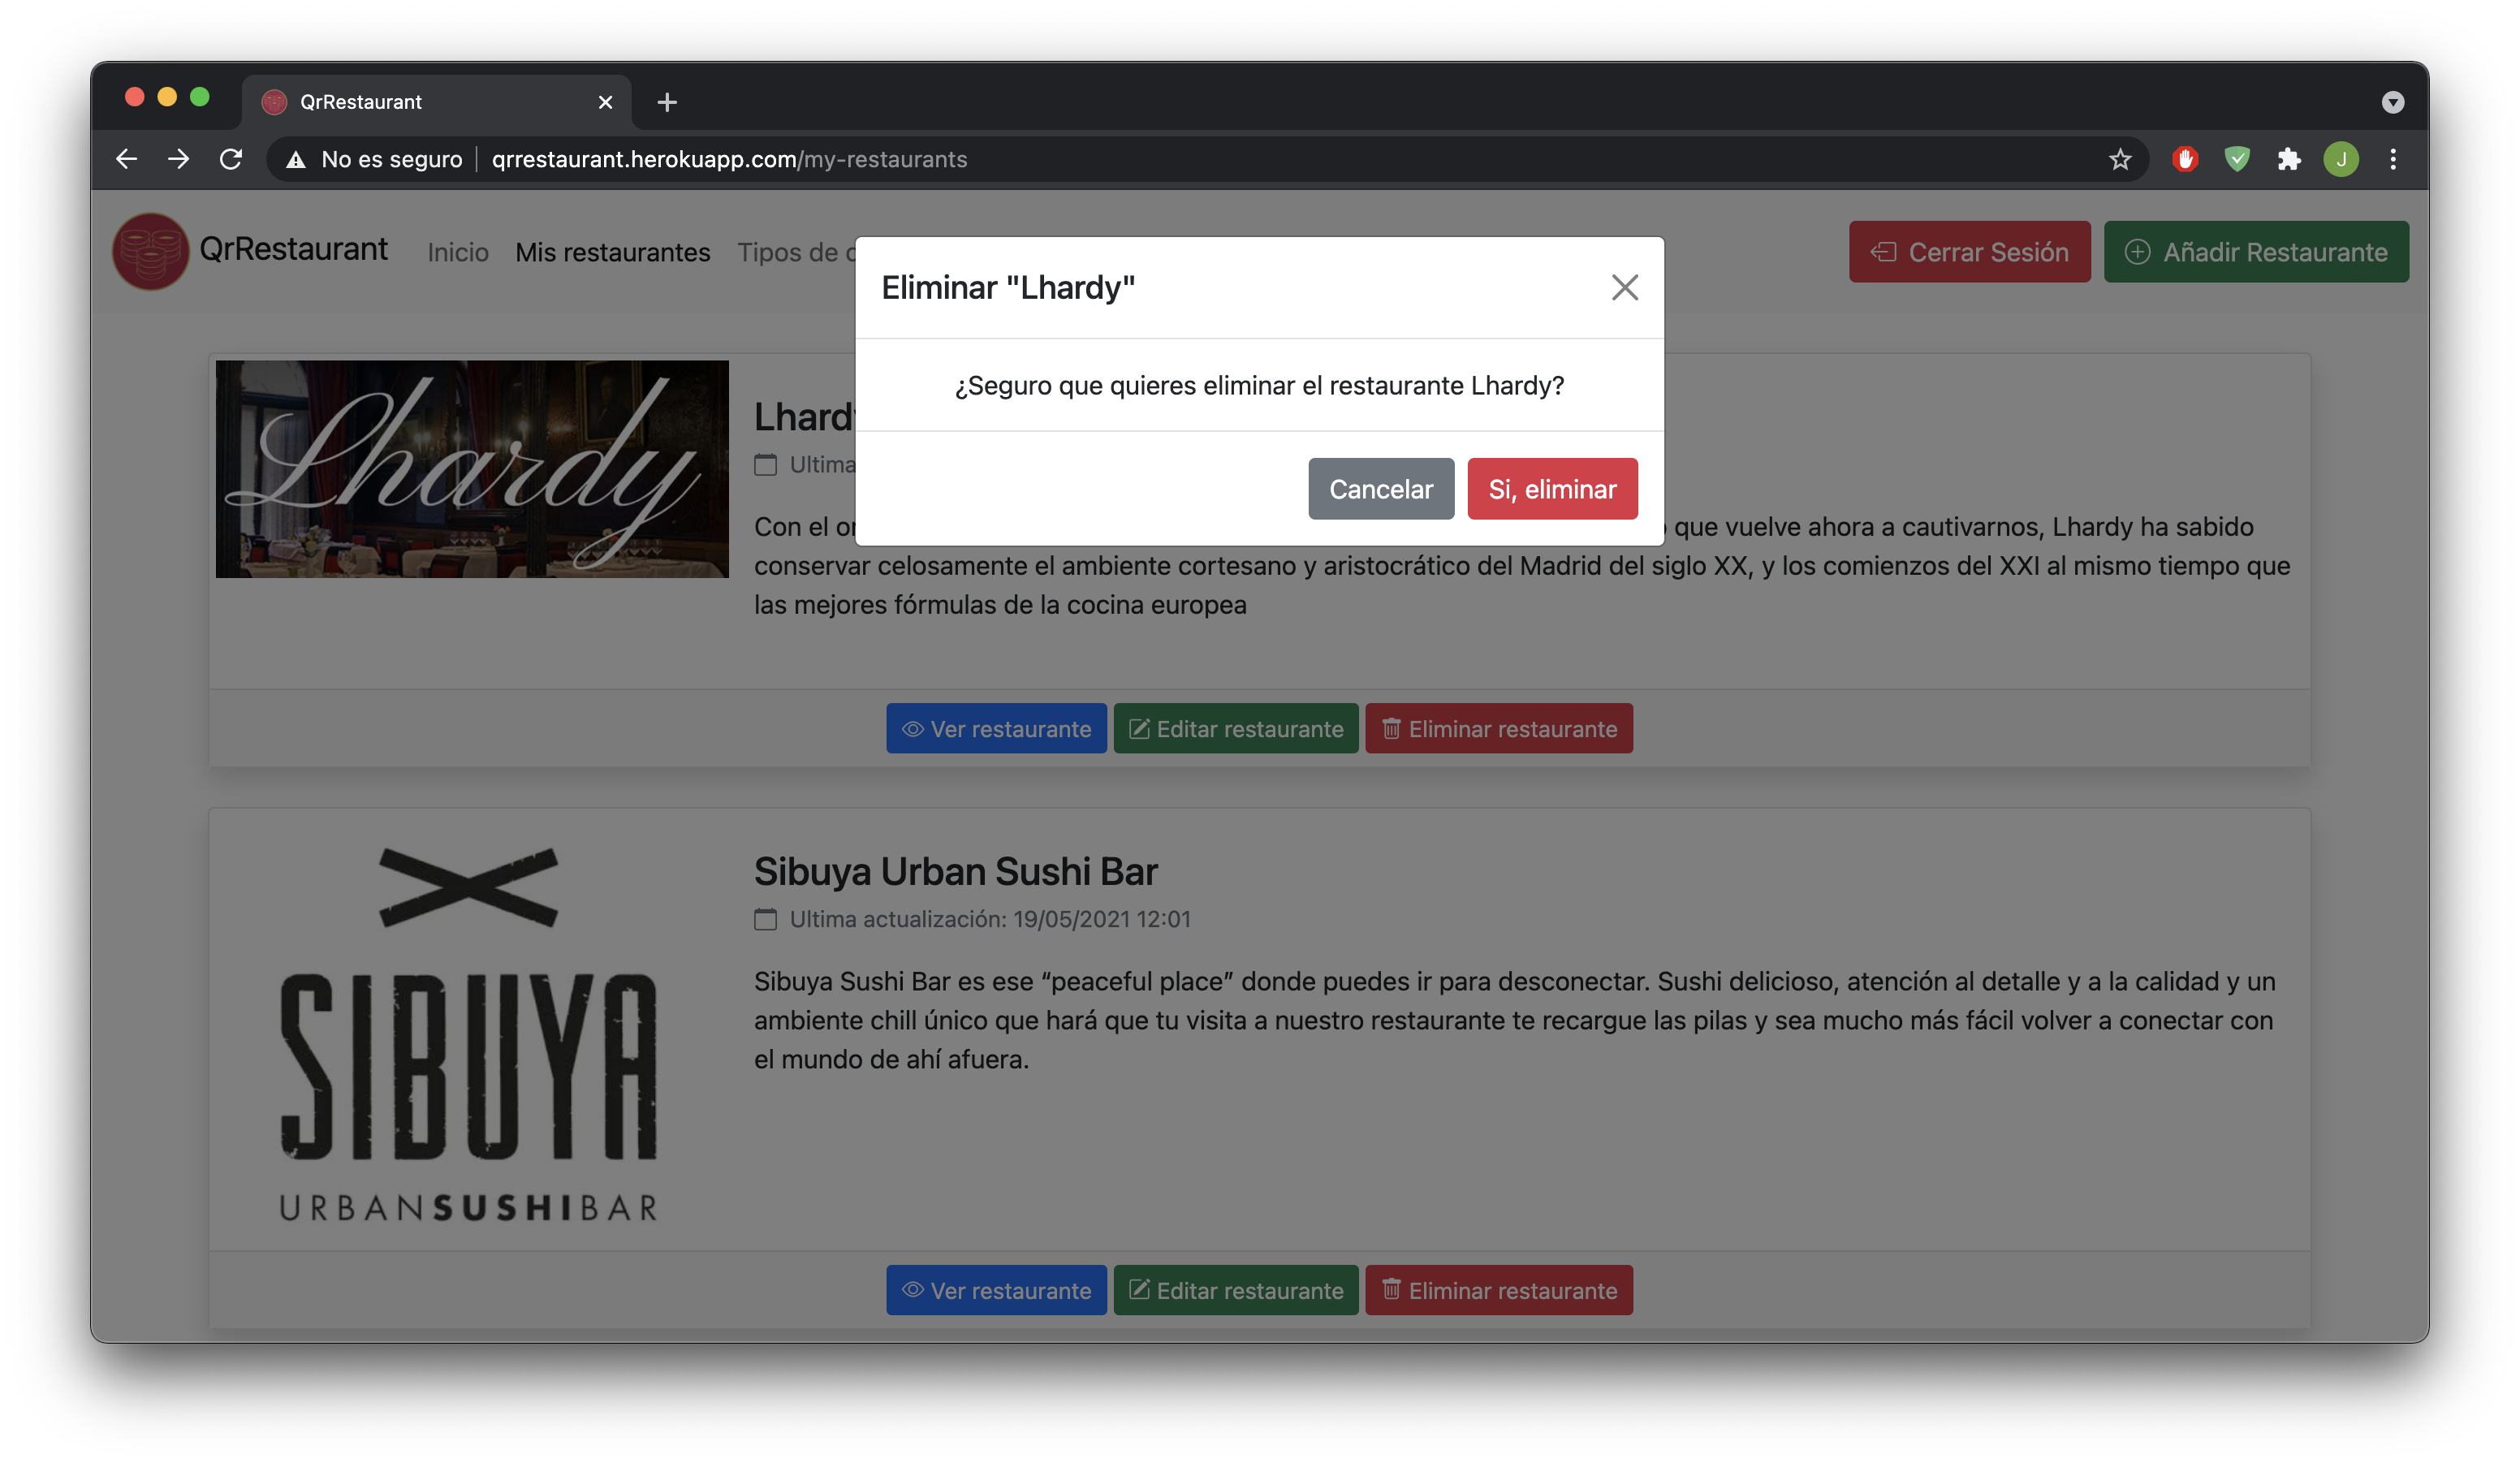 QrRestaurant
No es seguro qrrestaurant.herokuapp.com/my-restaurants
J
QrRestaurant Inicio Mis restaurantes Tipos de Cerrar Sesión Añadir Restaurante
Eliminar "Lhardy"
¿Seguro que quieres eliminar el restaurante Lhardy?
Cancelar Si, eliminar
Lhardy
Lhardy
Ultima
Con el que vuelve ahora a cautivarnos, Lhardy ha sabido
conservar celosamente el ambiente cortesano y aristocrático del Madrid del siglo XX, y los comienzos del XXI al mismo tiempo que
las mejores fórmulas de la cocina europea
Ver restaurante Editar restaurante Eliminar restaurante
SIBUYA
URBANSUSHIBAR
Sibuya Urban Sushi Bar
Ultima actualización: 19/05/2021 12:01
Sibuya Sushi Bar es ese “peaceful place” donde puedes ir para desconectar. Sushi delicioso, atención al detalle y a la calidad y un
ambiente chill único que hará que tu visita a nuestro restaurante te recargue las pilas y sea mucho más fácil volver a conectar con
el mundo de ahí afuera.
Ver restaurante Editar restaurante Eliminar restaurante